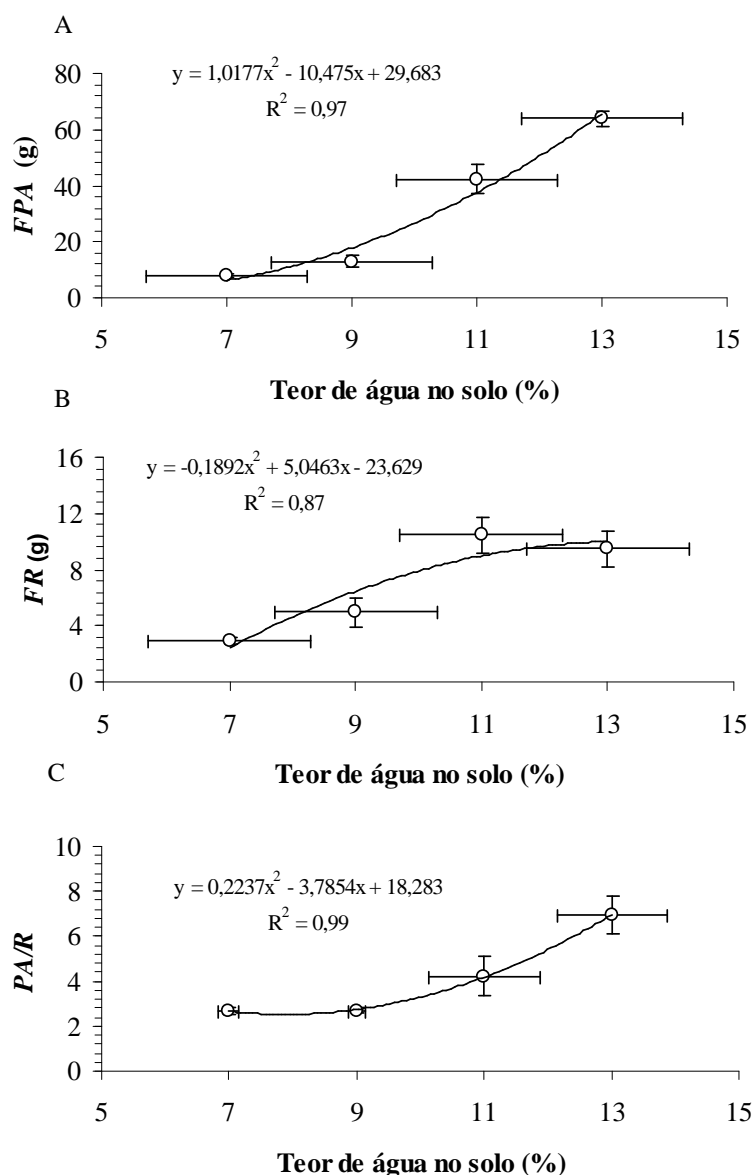 A
y = 1,0177x² - 10,475x + 29,683
R² = 0,97
80
60
40
20
0
FPA (g)
5 7 9 11 13 15
Teor de água no solo (%)
B
y = -0,1892x² + 5,0463x - 23,629
R² = 0,87
16
12
8
4
0
FR (g)
5 7 9 11 13 15
Teor de água no solo (%)
C
y = 0,2237x² - 3,7854x + 18,283
R² = 0,99
10
8
6
4
2
0
PA/R
5 7 9 11 13 15
Teor de água no solo (%)